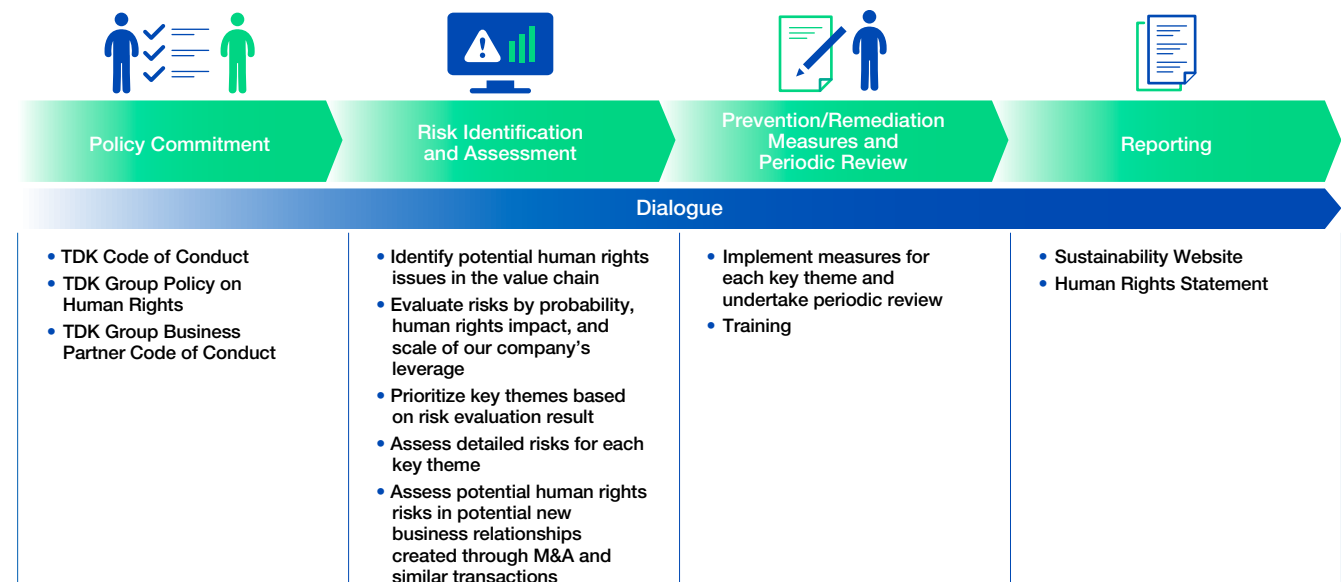 Policy Commitment
Risk Identification
and Assessment
Prevention/Remediation
Measures and
Periodic Review
Reporting
Dialogue
• TDK Code of Conduct
• TDK Group Policy on
Human Rights
• TDK Group Business
Partner Code of Conduct
• Identify potential human rights
issues in the value chain
• Evaluate risks by probability,
human rights impact, and
scale of our company's
leverage
• Prioritize key themes based
on risk evaluation result
• Assess detailed risks for each
key theme
• Assess potential human rights
risks in potential new
business relationships
created through M&A and
similar transactions
• Implement measures for
each key theme and
undertake periodic review
• Training
• Sustainability Website
• Human Rights Statement